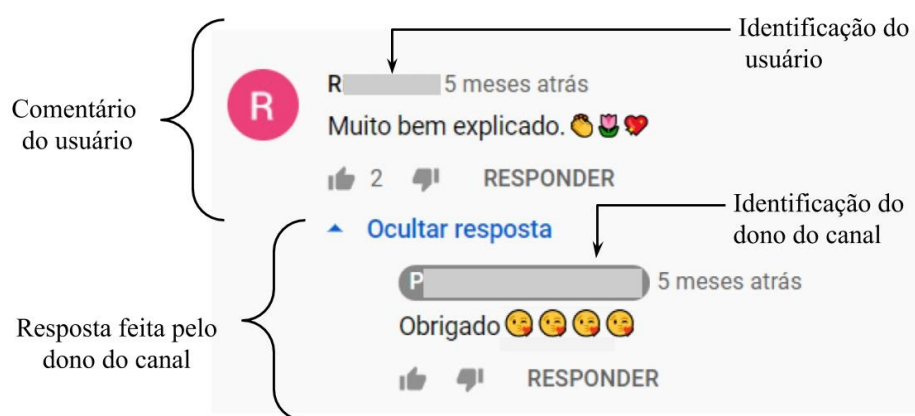 Identificação do
usuário
Comentário
do usuário
R
R 5 meses atrás
Muito bem explicado. 👏🌷💖
2 RESPONDER
Identificação do
dono do canal
Ocultar resposta
P 5 meses atrás
Resposta feita pelo
dono do canal
Obrigado 😘😘😘😘
RESPONDER